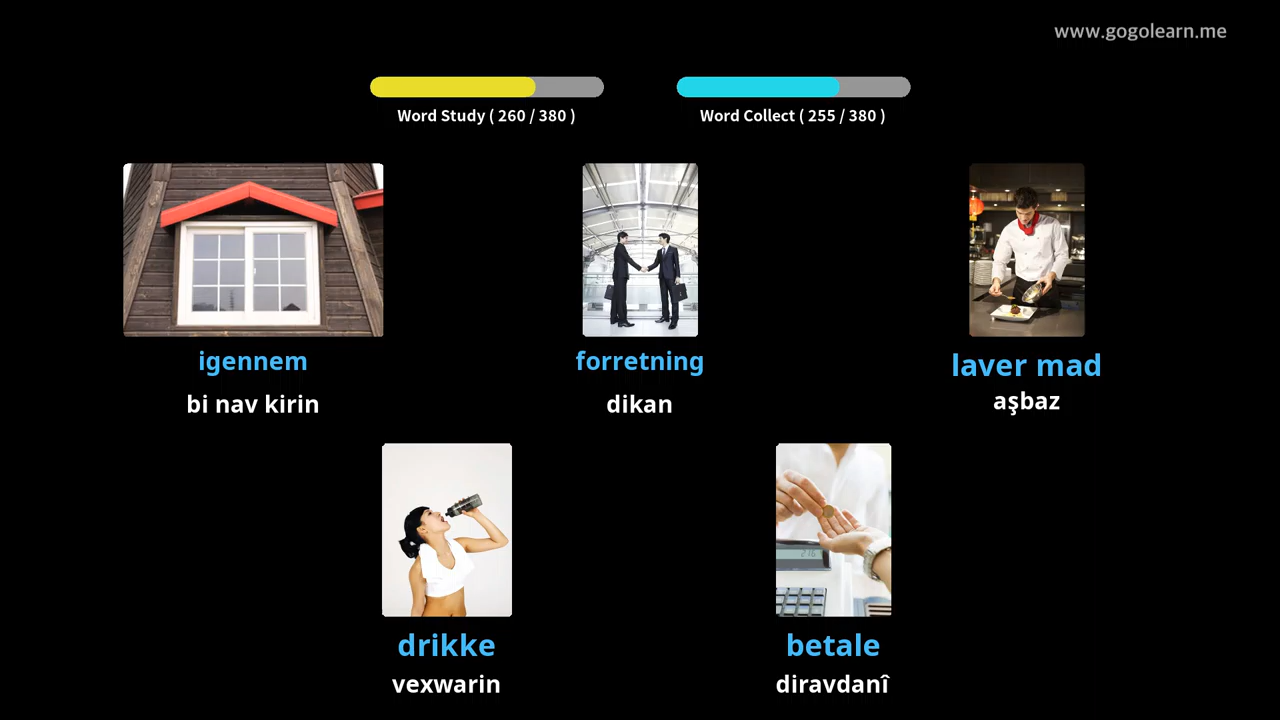 www.gogolearn.me
Word Study ( 260 / 380 )
Word Collect ( 255 / 380 )
igennem
forretning
laver mad
bi nav kirin
dikan
aşbaz
drikke
betale
vexwarin
diravdanî